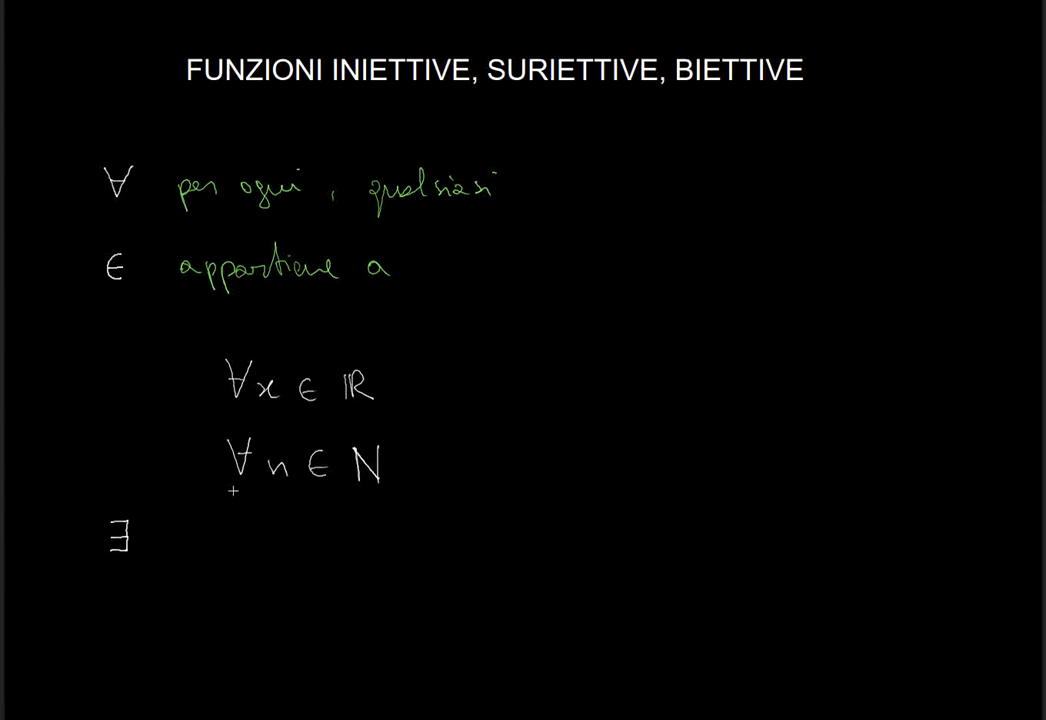 FUNZIONI INIETTIVE, SURIETTIVE, BIETTIVE
∀ per ogni, qualsiasi
∈ appartiene a
∀x ∈ ℝ
∀n ∈ N
∃